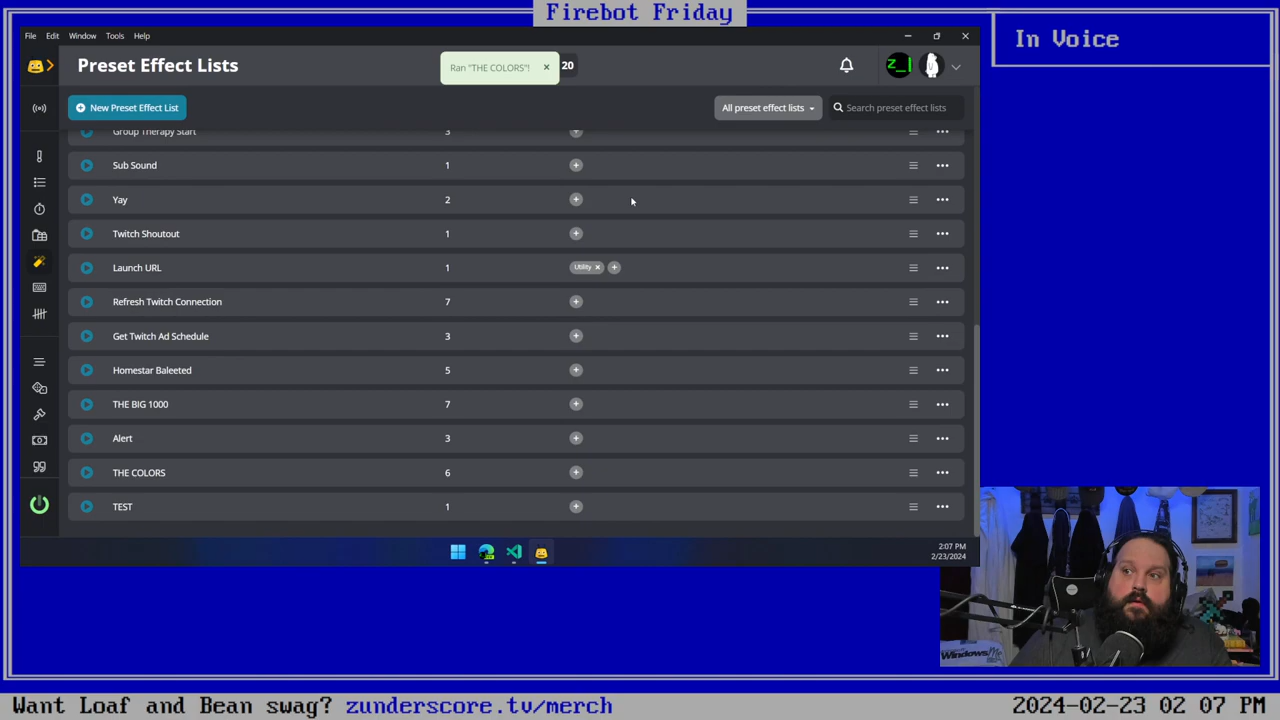 Firebot Friday
In Voice
File Edit Window Tools Help
Preset Effect Lists
Ran "THE COLORS"! ×
20
z_|
New Preset Effect List
All preset effect lists
Search preset effect lists
Group Therapy Start 3
Sub Sound 1
Yay 2
Twitch Shoutout 1
Launch URL 1 Utility ×
Refresh Twitch Connection 7
Get Twitch Ad Schedule 3
Homestar Baleeted 5
THE BIG 1000 7
Alert 3
THE COLORS 6
TEST 1
2:07 PM
2/23/2024
Want Loaf and Bean swag? zunderscore.tv/merch
2024-02-23 02 07 PM